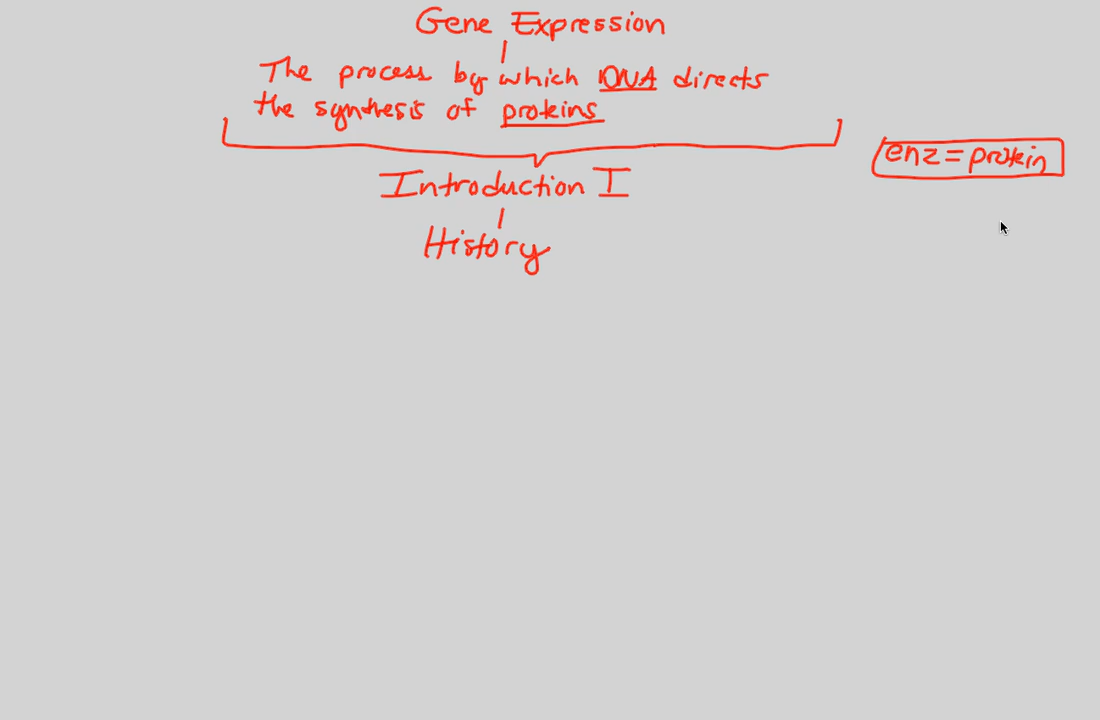 Gene Expression
The process by which DNA directs
the synthesis of proteins
enz = protein
Introduction I
History